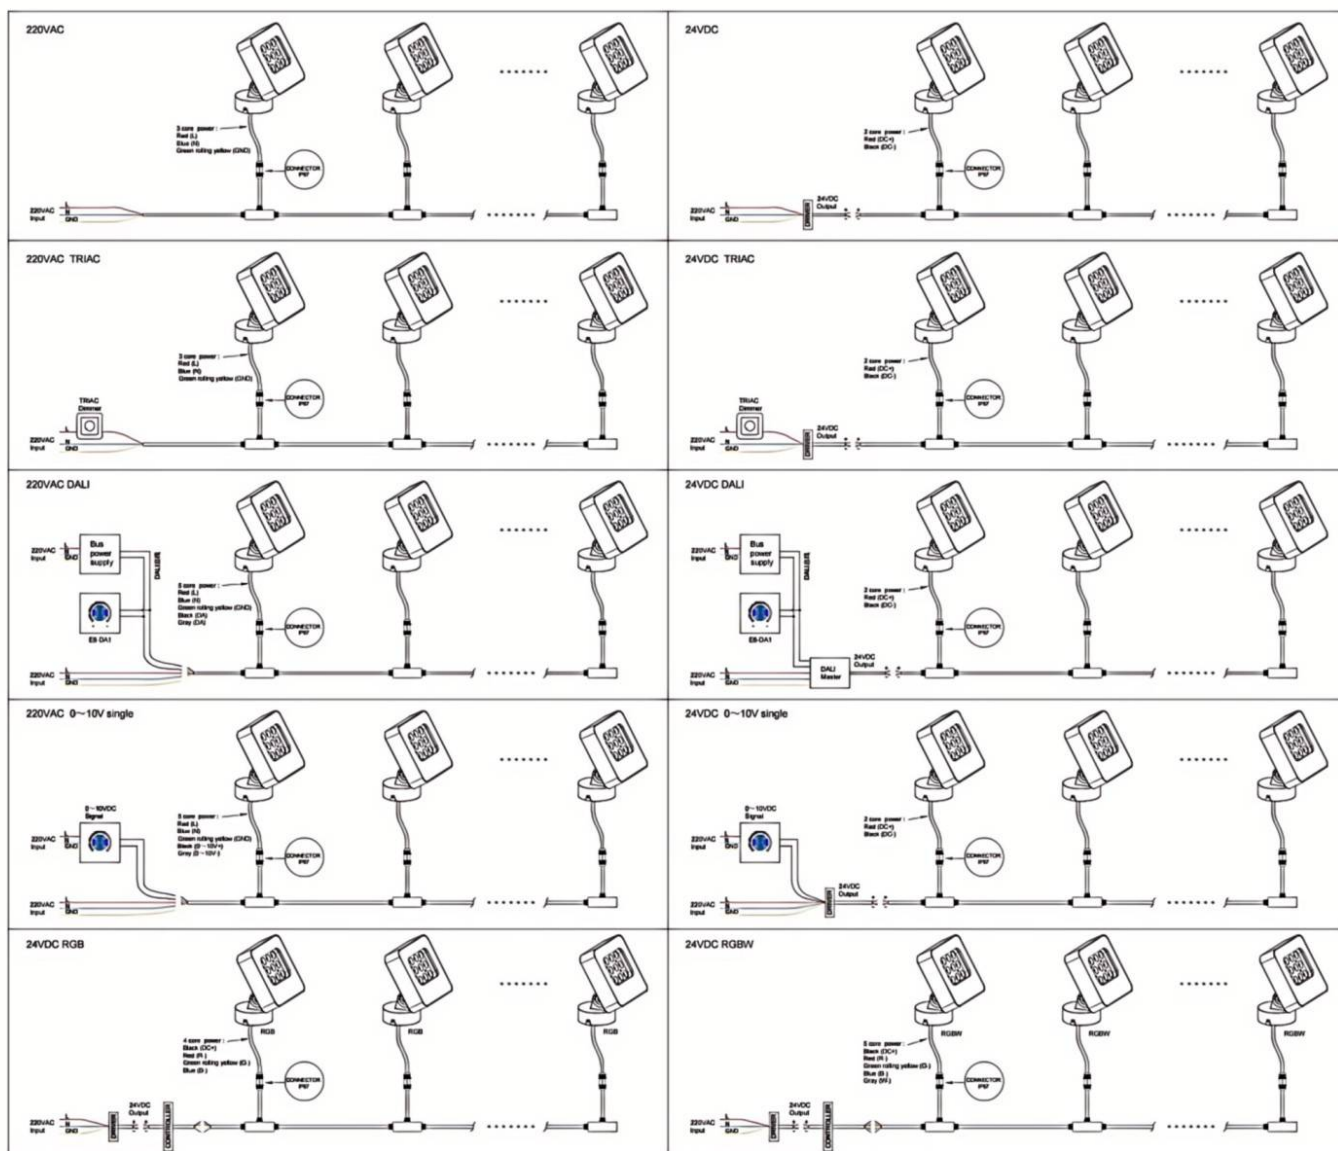 220VAC
3 core power :
Red (L)
Blue (N)
Green rolling yellow (GND)
CONNECTOR
IP67
220VAC
Input
L
N
GND
24VDC
2 core power :
Red (DC+)
Black (DC-)
CONNECTOR
IP67
220VAC
Input
L
N
GND
DRIVER
24VDC
Output
220VAC TRIAC
3 core power :
Red (L)
Blue (N)
Green rolling yellow (GND)
CONNECTOR
IP67
TRIAC
Dimmer
220VAC
Input
L
N
GND
24VDC TRIAC
2 core power :
Red (DC+)
Black (DC-)
CONNECTOR
IP67
TRIAC
Dimmer
220VAC
Input
L
N
GND
DRIVER
24VDC
Output
220VAC DALI
220VAC
Input
L
GND
Bus
power
supply
E8-DA1
5 core power :
Red (L)
Blue (N)
Green rolling yellow (GND)
Black (DA)
Gray (DA)
CONNECTOR
IP67
220VAC
Input
L
N
GND
24VDC DALI
220VAC
Input
L
GND
Bus
power
supply
E8-DA1
2 core power :
Red (DC+)
Black (DC-)
CONNECTOR
IP67
220VAC
Input
L
N
GND
DALI
Master
24VDC
Output
220VAC 0～10V single
0～10VDC
Signal
220VAC
Input
L
GND
5 core power :
Red (L)
Blue (N)
Green rolling yellow (GND)
Black (0～10V+)
Gray (0～10V-)
CONNECTOR
IP67
220VAC
Input
L
N
GND
24VDC 0～10V single
0～10VDC
Signal
220VAC
Input
L
GND
2 core power :
Red (DC+)
Black (DC-)
CONNECTOR
IP67
220VAC
Input
L
N
GND
DRIVER
24VDC
Output
24VDC RGB
RGB
RGB
RGB
4 core power :
Black (DC+)
Red (R-)
Green rolling yellow (G-)
Blue (B-)
CONNECTOR
IP67
220VAC
Input
L
N
GND
DRIVER
24VDC
Output
CONTROLLER
24VDC RGBW
RGBW
RGBW
RGBW
5 core power :
Black (DC+)
Red (R-)
Green rolling yellow (G-)
Blue (B-)
Gray (W-)
CONNECTOR
IP67
220VAC
Input
L
N
GND
DRIVER
24VDC
Output
CONTROLLER